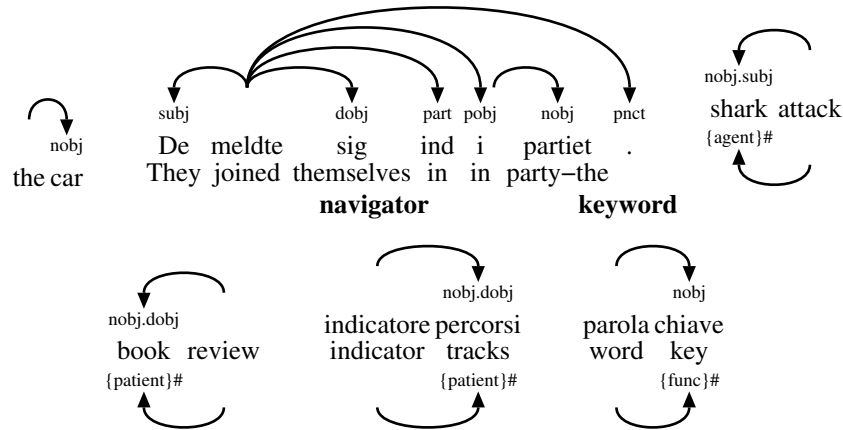 nobj
the car
subj dobj part pobj nobj pnct
De meldte sig ind i partiet .
They joined themselves in in party–the
navigator keyword
nobj.subj
shark attack
{agent}#
nobj.dobj
book review
{patient}#
nobj.dobj
indicatore percorsi
indicator tracks
{patient}#
nobj
parola chiave
word key
{func}#